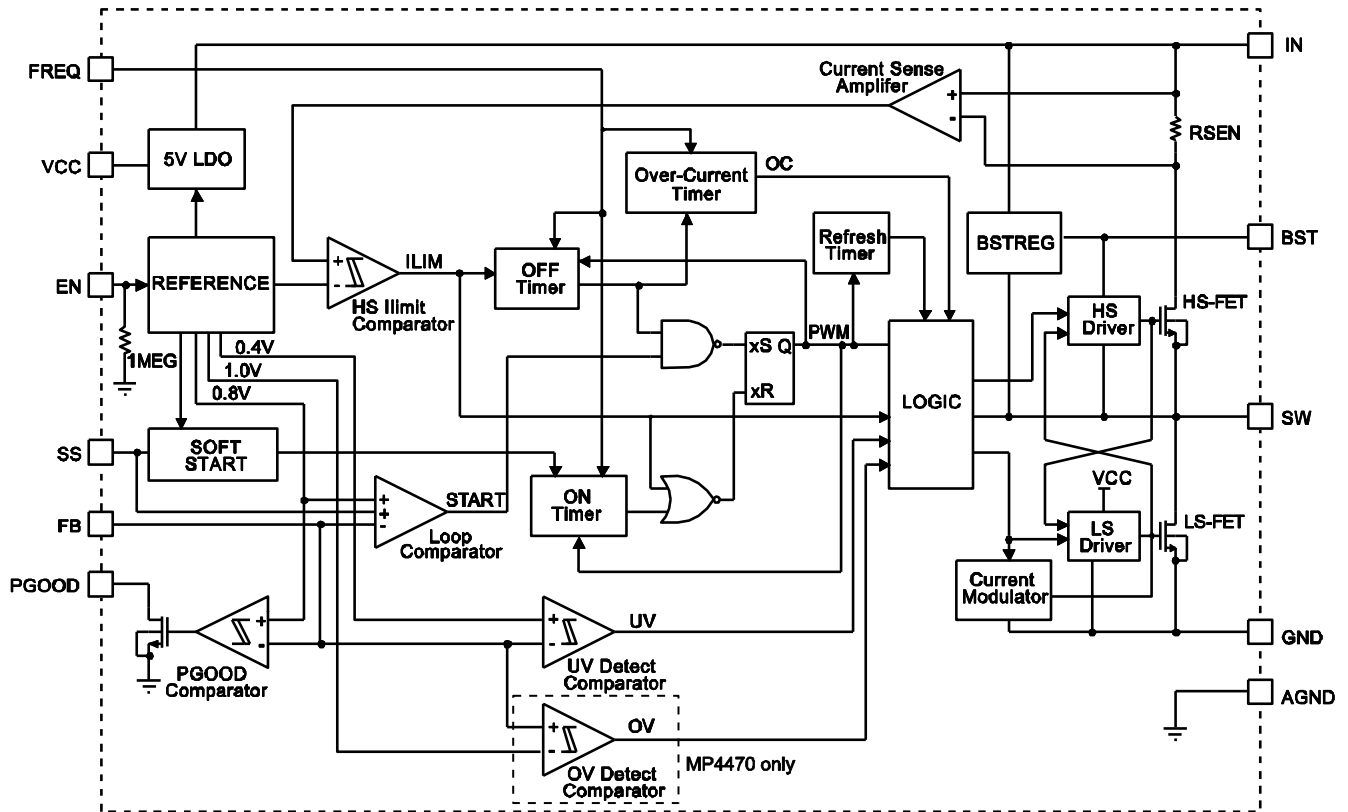 IN
FREQ
Current Sense
Amplifer
+
-
RSEN
5V LDO
VCC
Over-Current
Timer
OC
Refresh
Timer
BSTREG
BST
EN
REFERENCE
+
-
ILIM
HS Ilimit
Comparator
OFF
Timer
HS
Driver
HS-FET
1MEG
0.4V
1.0V
0.8V
xS Q
xR
PWM
LOGIC
SW
SS
SOFT
START
+
+
-
START
Loop
Comparator
ON
Timer
VCC
LS
Driver
LS-FET
FB
PGOOD
Current
Modulator
+
-
PGOOD
Comparator
+
-
UV
UV Detect
Comparator
GND
+
-
OV
OV Detect
Comparator
MP4470 only
AGND